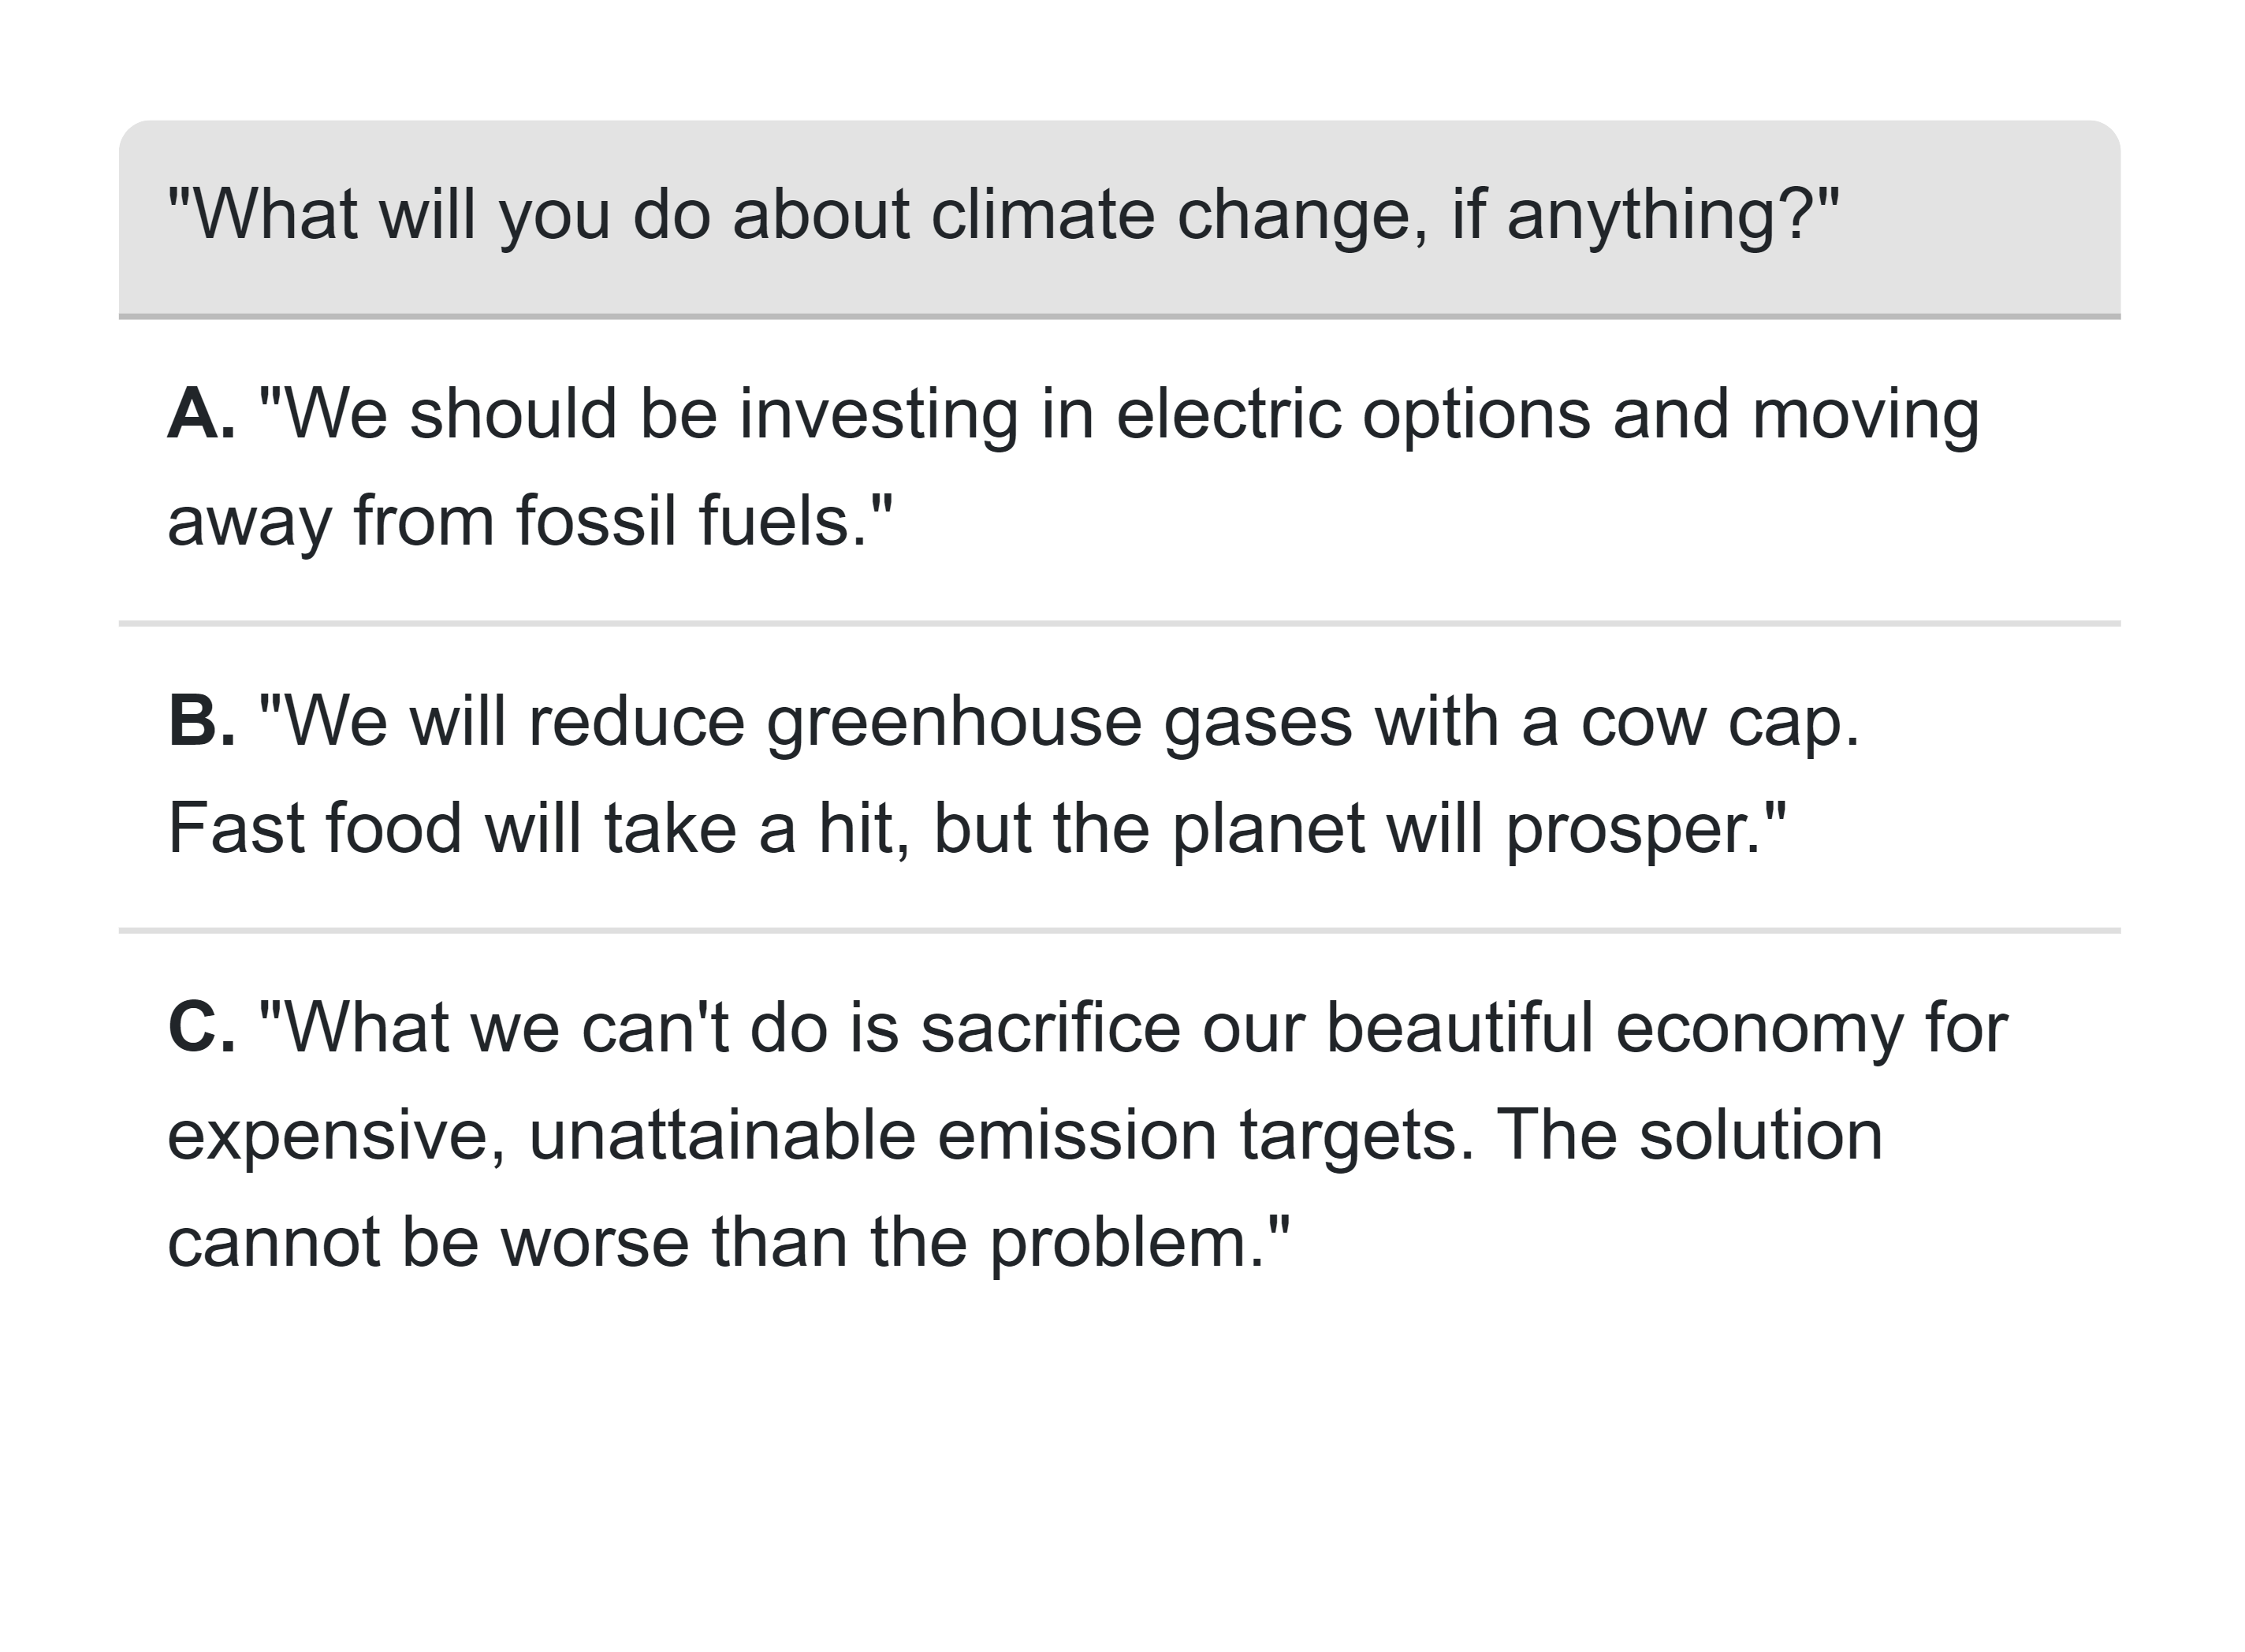 "What will you do about climate change, if anything?"
A. "We should be investing in electric options and moving
away from fossil fuels."
B. "We will reduce greenhouse gases with a cow cap.
Fast food will take a hit, but the planet will prosper."
C. "What we can't do is sacrifice our beautiful economy for
expensive, unattainable emission targets. The solution
cannot be worse than the problem."